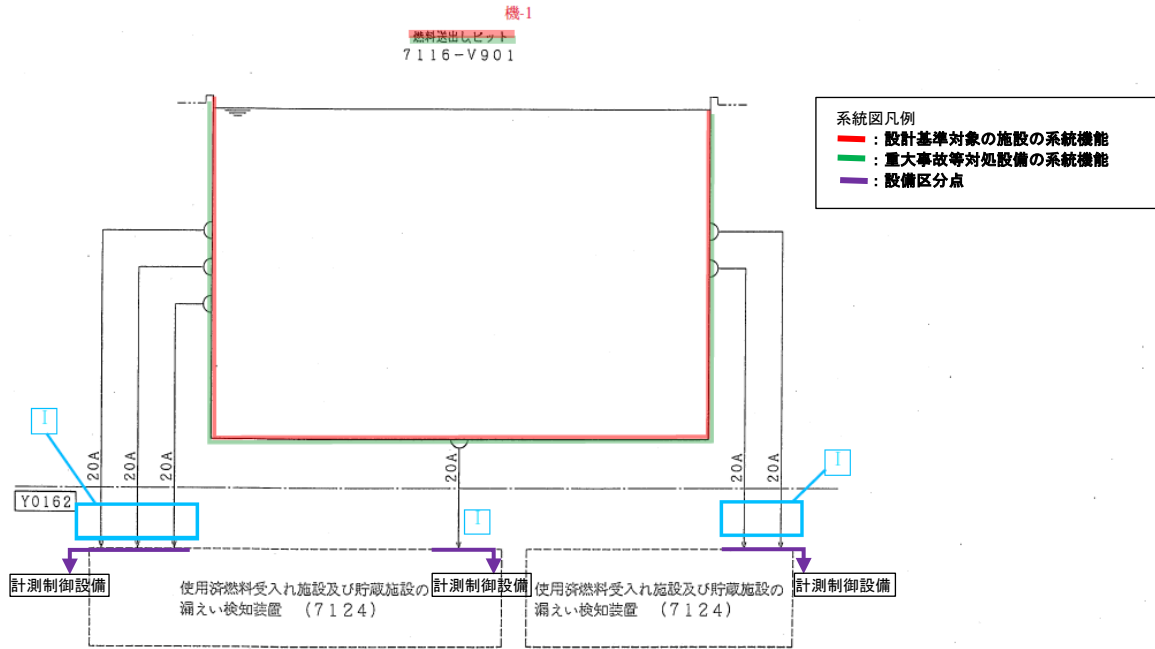 機-1
燃料送出しピット
7116-V901
系統図凡例
：設計基準対象の施設の系統機能
：重大事故等対処設備の系統機能
：設備区分点
I
I
20A
20A
20A
20A
20A
20A
Y0162
I
計測制御設備
計測制御設備
計測制御設備
使用済燃料受入れ施設及び貯蔵施設の
漏えい検知装置 (7124)
使用済燃料受入れ施設及び貯蔵施設の
漏えい検知装置 (7124)